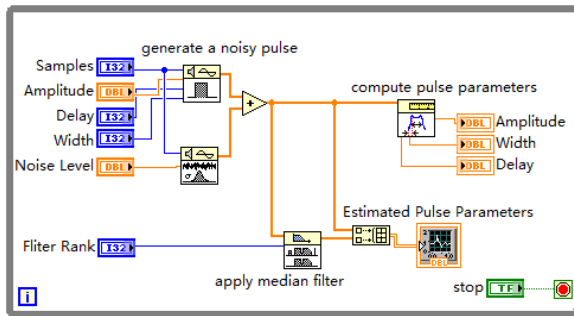 generate a noisy pulse
Samples I32
Amplitude DBL
Delay I32
Width I32
Noise Level DBL
compute pulse parameters
DBL Amplitude
DBL Width
DBL Delay
Estimated Pulse Parameters
DBL
Fliter Rank I32
apply median filter
stop TF
i